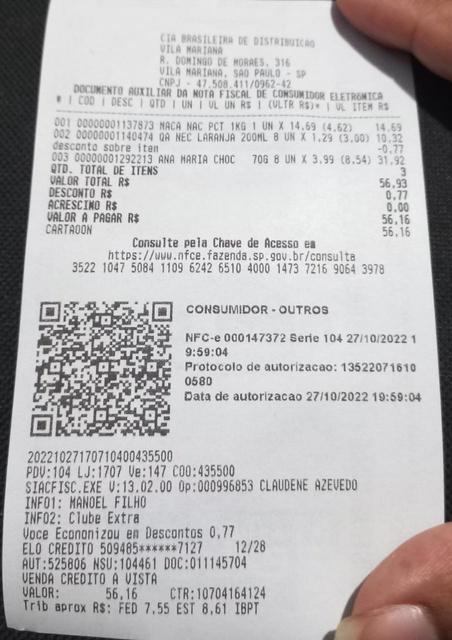 CIA BRASILEIRA DE DISTRIBUICAO
VILA MARIANA
R. DOMINGO DE MORAES, 316
VILA MARIANA, SAO PAULO - SP
CNPJ - 47.508.411/0962-42
DOCUMENTO AUXILIAR DA NOTA FISCAL DE CONSUMIDOR ELETRÔNICA
* | COD | DESC | QTD | UN | VL UN R$ | (VLTR R$)* | VL ITEM R$
001 00000001137873 MACA NAC PCT 1KG 1 UN X 14.69 (4.62) 14.69
002 00000001140474 QA NEC LARANJA 200ML 8 UN X 1.29 (3.00) 10.32
desconto sobre item -0.77
003 00000001292213 ANA MARIA CHOC 70G 8 UN X 3.99 (8.54) 31.92
QTD. TOTAL DE ITENS 3
VALOR TOTAL R$ 56,93
DESCONTO R$ 0,77
ACRESCIMO R$ 0.00
VALOR A PAGAR R$ 56,16
CARTAOON 56.16
Consulte pela Chave de Acesso em
https://www.nfce.fazenda.sp.gov.br/consulta
3522 1047 5084 1109 6242 6510 4000 1473 7216 9064 3978
CONSUMIDOR - OUTROS
NFC-e 000147372 Serie 104 27/10/2022 1
9:59:04
Protocolo de autorizacao: 13522071610
0580
Data de autorizacao 27/10/2022 19:59:04
20221027170710400435500
PDV:104 LJ:1707 Ve:147 COO:435500
SIACFISC.EXE V:13.02.00 Op:000996853 CLAUDENE AZEVEDO
INFO1: MANOEL FILHO
INFO2: Clube Extra
Voce Economizou em Descontos 0,77
ELO CREDITO 509485******7127 12/28
AUT:525806 NSU:104461 DOC:011145704
VENDA CREDITO A VISTA
VALOR: 56,16 CTR:10704164124
Trib aprox R$: FED 7,55 EST 8,61 IBPT